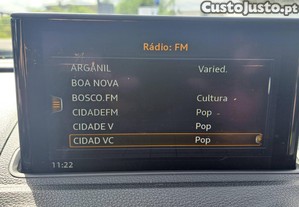 CustoJusto.pt
Rádio: FM
ARGANIL Varied.
BOA NOVA
BOSCO.FM Cultura
CIDADEFM Pop
CIDADE V Pop
CIDAD VC Pop
11:22